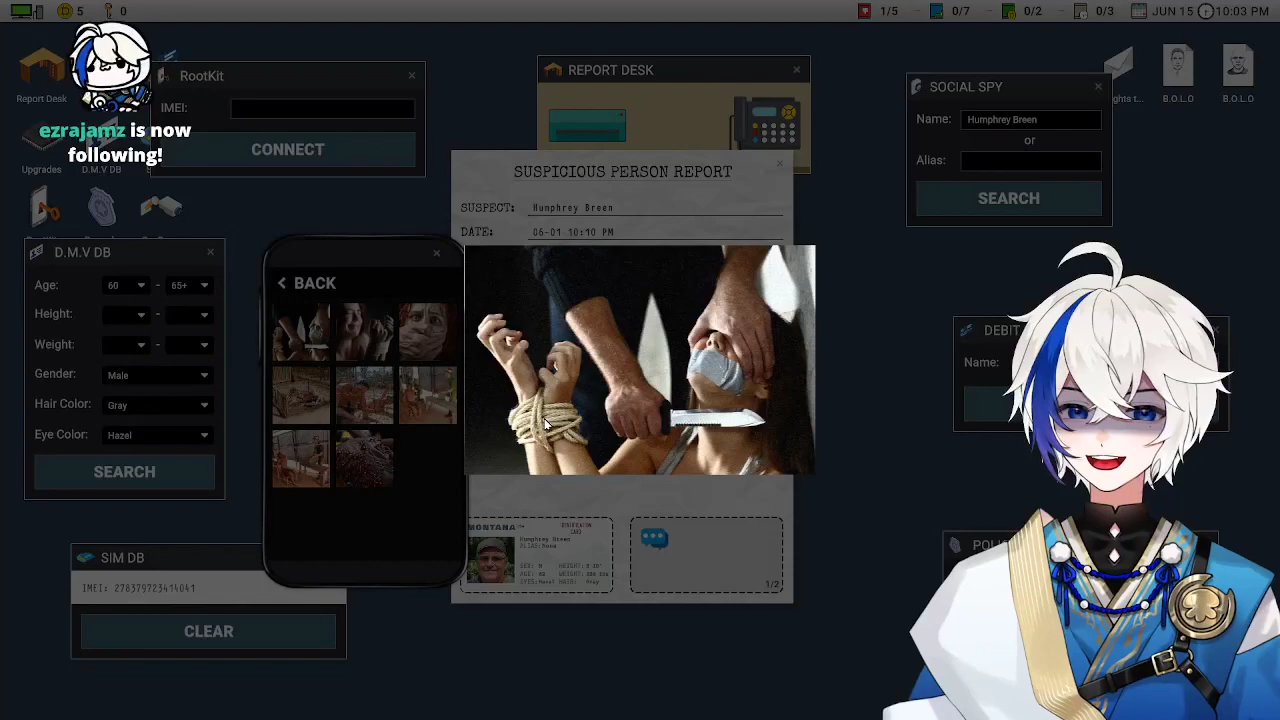 5
0
1/5
0/7
0/2
0/3
JUN 15
10:03 PM
Report Desk
Upgrades
D.M.V DB
B.O.L.O
B.O.L.O
ezrajamz is now
following!
RootKit
IMEI:
CONNECT
REPORT DESK
SOCIAL SPY
Name:
Humphrey Breen
or
Alias:
SEARCH
SUSPICIOUS PERSON REPORT
SUSPECT: Humphrey Breen
DATE: 06-01 10:10 PM
D.M.V DB
Age: 60 - 65+
Height: -
Weight: -
Gender: Male
Hair Color: Gray
Eye Color: Hazel
SEARCH
BACK
DEBIT
Name:
MONTANA
Humphrey Breen
ALIAS: None
1/2
SIM DB
IMEI: 278379723414041
CLEAR